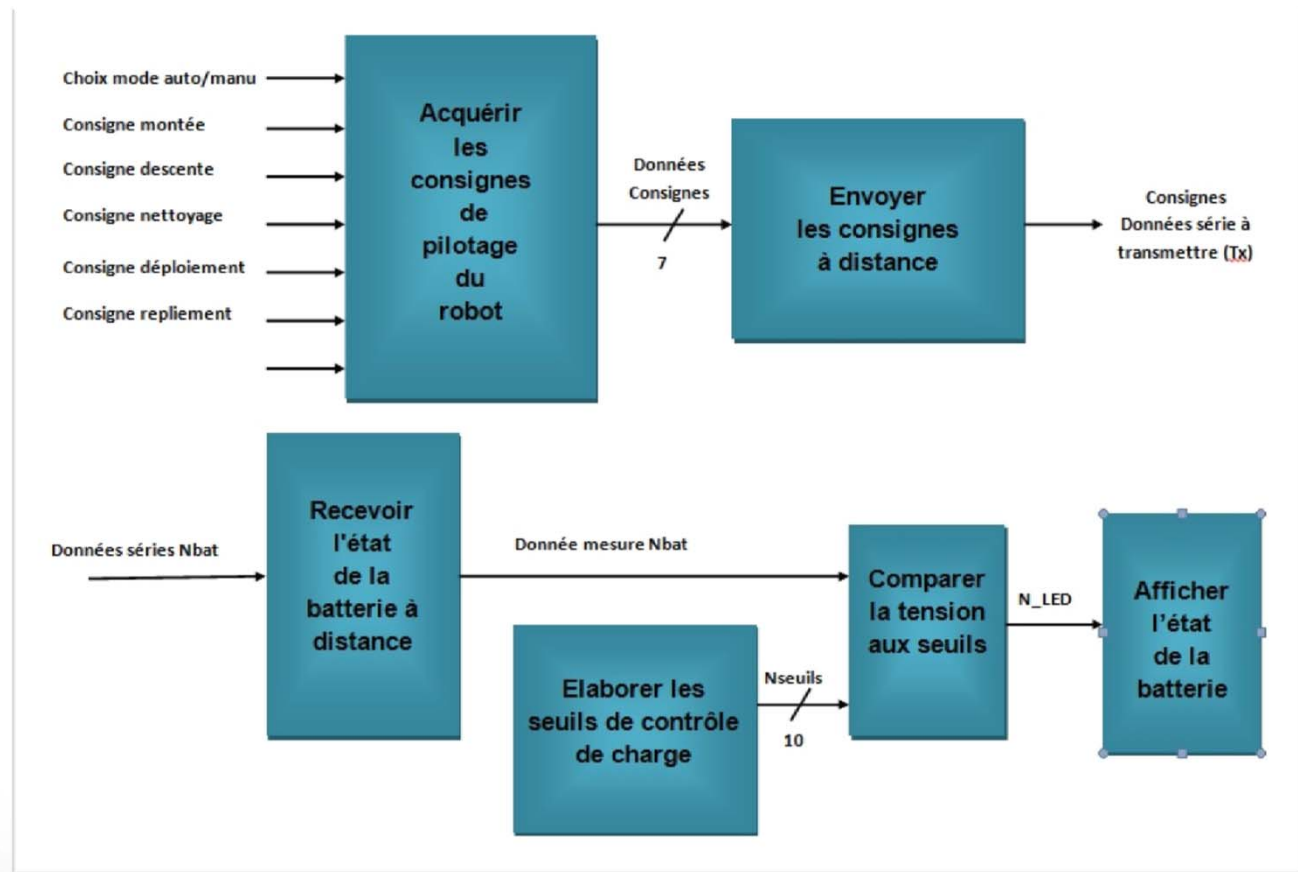 Choix mode auto/manu
Consigne montée
Consigne descente
Consigne nettoyage
Consigne déploiement
Consigne repliement
Acquérir
les
consignes
de
pilotage
du
robot
Données
Consignes
7
Envoyer
les consignes
à distance
Consignes
Données série à
transmettre (Tx)
Données séries Nbat
Recevoir
l'état
de la
batterie à
distance
Donnée mesure Nbat
Elaborer les
seuils de contrôle
de charge
Nseuils
10
Comparer
la tension
aux seuils
N_LED
Afficher
l’état
de la
batterie